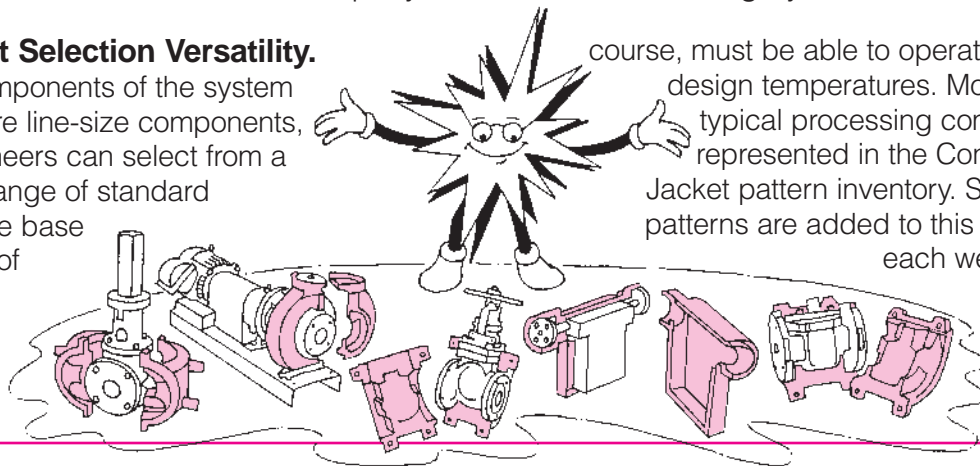 t Selection Versatility.
mponents of the system
re line-size components,
neers can select from a
ange of standard
e base
of
course, must be able to operat
design temperatures. Mo
typical processing con
represented in the Con
Jacket pattern inventory. S
patterns are added to this
each we